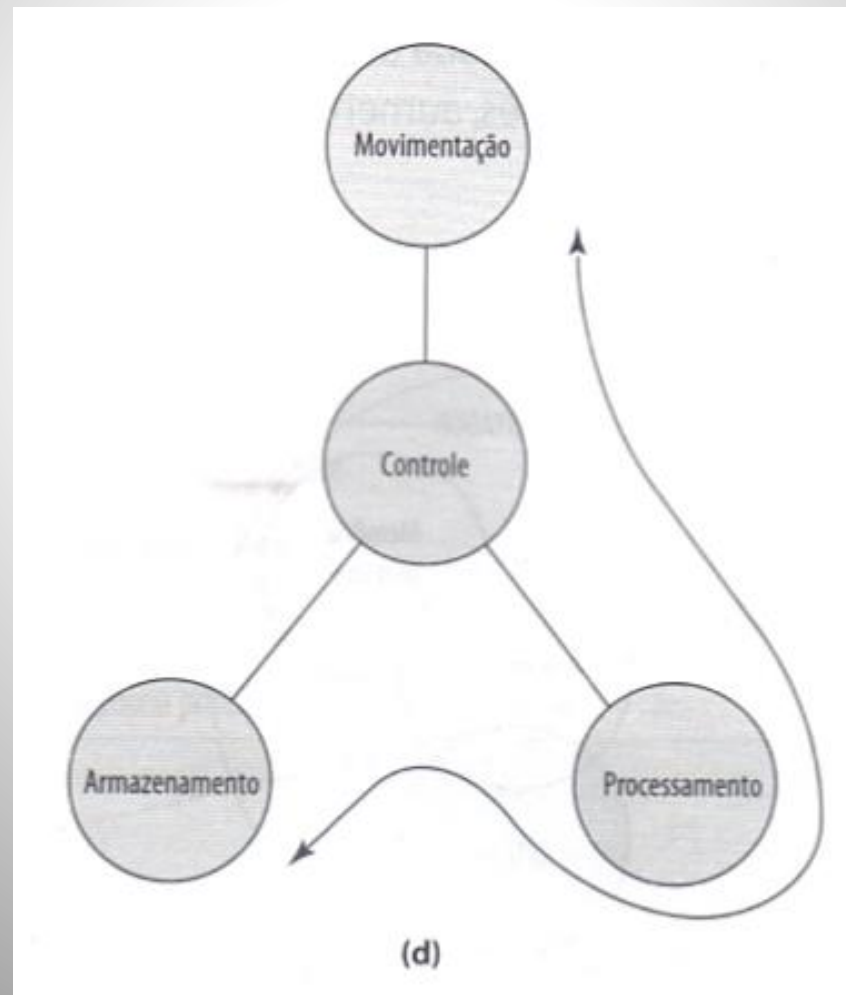 Movimentação
Controle
Armazenamento
Processamento
(d)